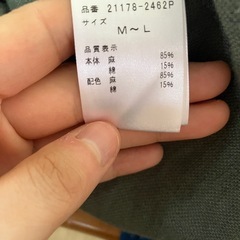 品番 21178-2462P
サイズ
M～L
品質表示
本体 麻 85%
綿 15%
配色 麻 85%
綿 15%